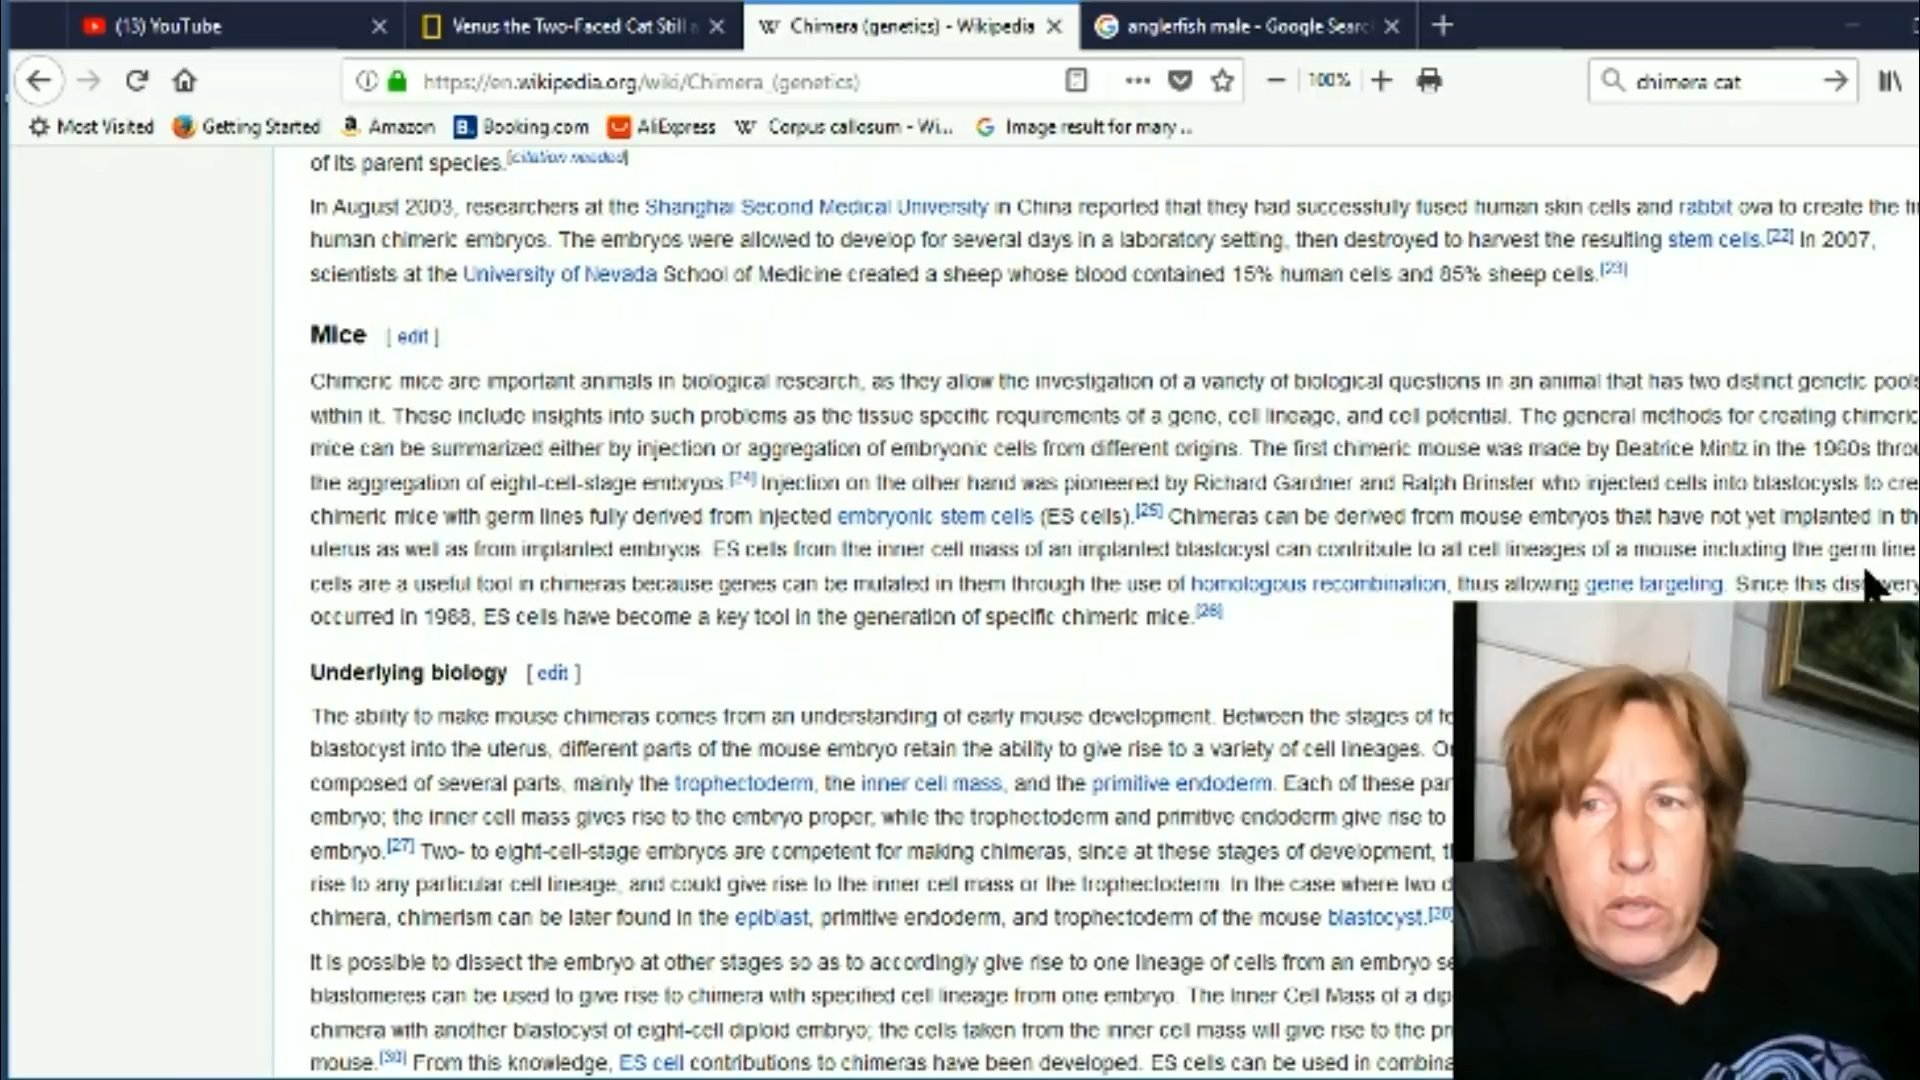 (13) YouTube
Venus the Two-Faced Cat Still a
Chimera (genetics) - Wikipedia
anglerfish male - Google Searc
https://en.wikipedia.org/wiki/Chimera_(genetics)
100%
chimera cat
Most Visited
Getting Started
Amazon
Booking.com
AliExpress
Corpus callosum - Wi...
Image result for mary ...
of its parent species.[citation needed]
In August 2003, researchers at the Shanghai Second Medical University in China reported that they had successfully fused human skin cells and rabbit ova to create the
human chimeric embryos. The embryos were allowed to develop for several days in a laboratory setting, then destroyed to harvest the resulting stem cells.[22] In 2007,
scientists at the University of Nevada School of Medicine created a sheep whose blood contained 15% human cells and 85% sheep cells.[23]
Mice [ edit ]
Chimeric mice are important animals in biological research, as they allow the investigation of a variety of biological questions in an animal that has two distinct genetic pools
within it. These include insights into such problems as the tissue specific requirements of a gene, cell lineage, and cell potential. The general methods for creating chimeric
mice can be summarized either by injection or aggregation of embryonic cells from different origins. The first chimeric mouse was made by Beatrice Mintz in the 1960s throu
the aggregation of eight-cell-stage embryos.[24] Injection on the other hand was pioneered by Richard Gardner and Ralph Brinster who injected cells into blastocysts to cre
chimeric mice with germ lines fully derived from injected embryonic stem cells (ES cells).[25] Chimeras can be derived from mouse embryos that have not yet implanted in th
uterus as well as from implanted embryos. ES cells from the inner cell mass of an implanted blastocyst can contribute to all cell lineages of a mouse including the germ line
cells are a useful tool in chimeras because genes can be mutated in them through the use of homologous recombination, thus allowing gene targeting. Since this discovery
occurred in 1988, ES cells have become a key tool in the generation of specific chimeric mice.[26]
Underlying biology [ edit ]
The ability to make mouse chimeras comes from an understanding of early mouse development. Between the stages of fe
blastocyst into the uterus, different parts of the mouse embryo retain the ability to give rise to a variety of cell lineages. O
composed of several parts, mainly the trophectoderm, the inner cell mass, and the primitive endoderm. Each of these par
embryo; the inner cell mass gives rise to the embryo proper, while the trophectoderm and primitive endoderm give rise to
embryo.[27] Two- to eight-cell-stage embryos are competent for making chimeras, since at these stages of development, t
rise to any particular cell lineage, and could give rise to the inner cell mass or the trophectoderm. In the case where two d
chimera, chimerism can be later found in the epiblast, primitive endoderm, and trophectoderm of the mouse blastocyst.
It is possible to dissect the embryo at other stages so as to accordingly give rise to one lineage of cells from an embryo se
blastomeres can be used to give rise to chimera with specified cell lineage from one embryo. The Inner Cell Mass of a dip
chimera with another blastocyst of eight-cell diploid embryo; the cells taken from the inner cell mass will give rise to the pr
mouse.[30] From this knowledge, ES cell contributions to chimeras have been developed. ES cells can be used in combina